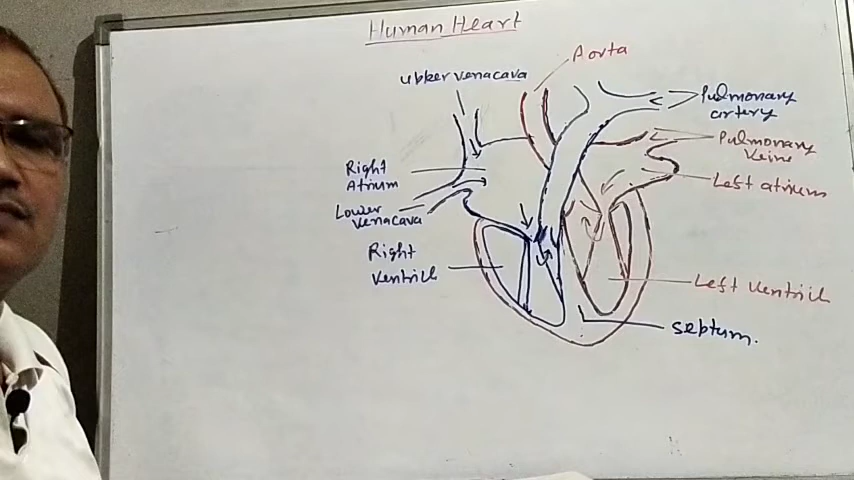 Human Heart
Aorta
ubber venacava
Pulmonary
artery
Pulmonary
Veins
Right
Atrium
Left atrium
Lower
venacava
Right
Ventricle
Left Ventricle
Septum.